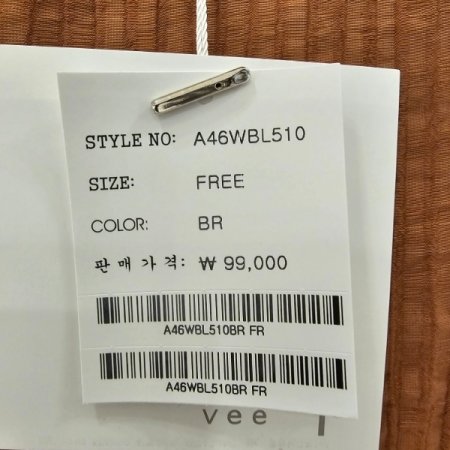 STYLE NO: A46WBL510
SIZE: FREE
COLOR: BR
판매가격: ₩ 99,000
A46WBL510BR FR
A46WBL510BR FR
vee